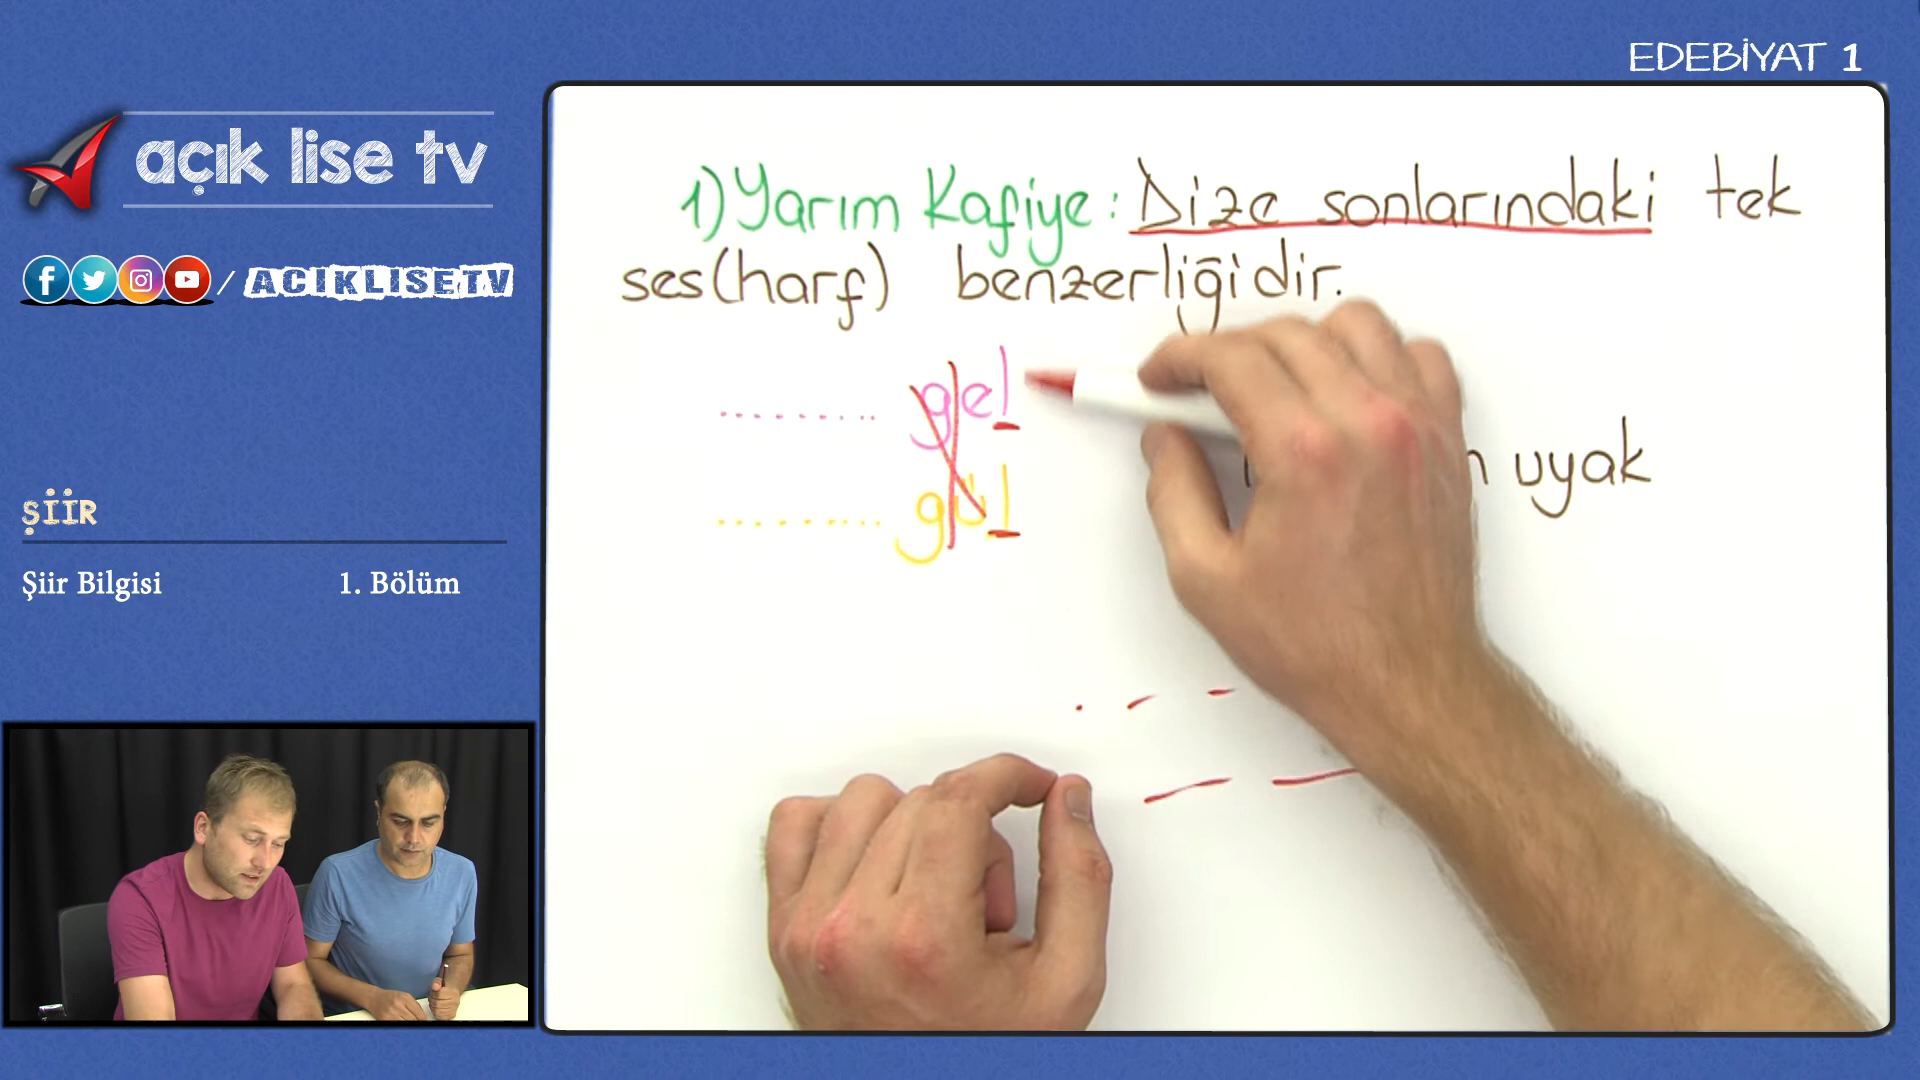 EDEBİYAT 1
açık lise tv
/ ACIKLISETV
ŞİİR
Şiir Bilgisi 1. Bölüm
1) Yarım Kafiye: Dize sonlarındaki tek
ses(harf) benzerliğidir.
......... gel
......... gül
uyak